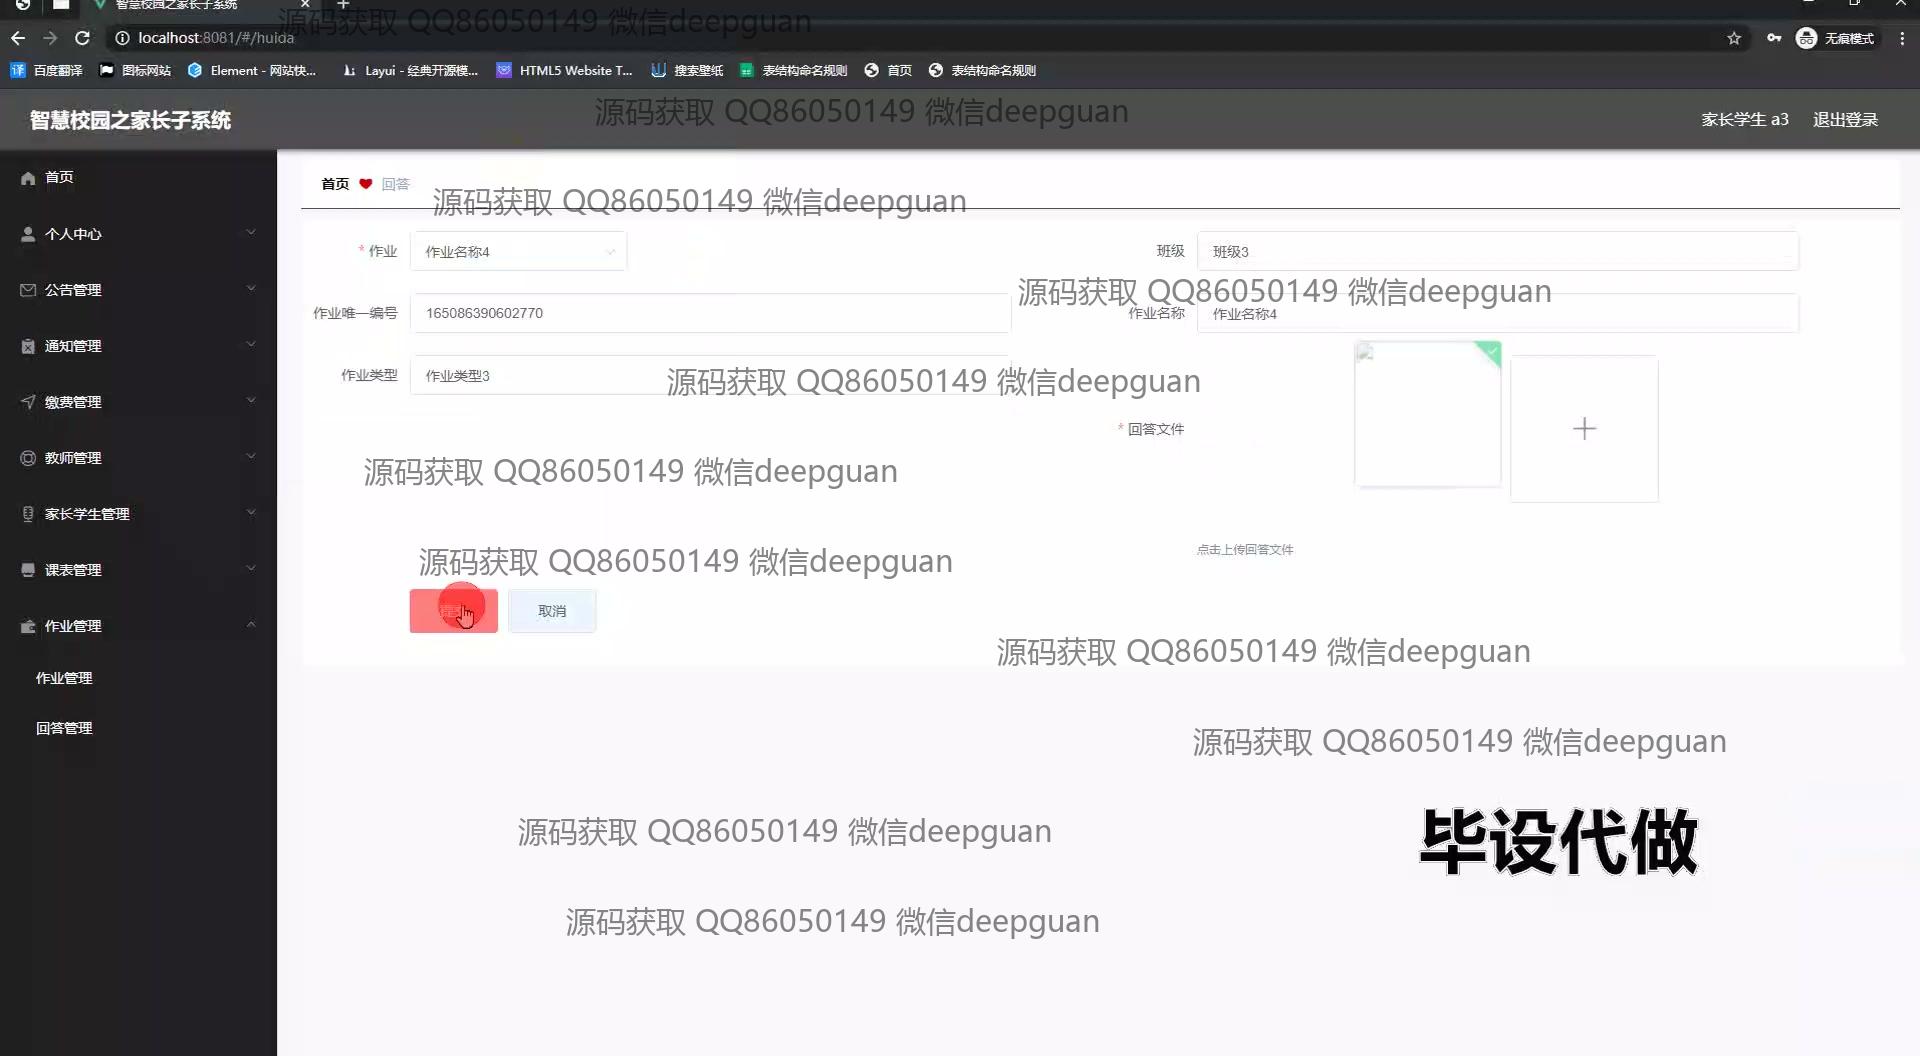 智慧校园之家长子系统
源码获取 QQ86050149 微信deepguan
localhost:8081/#/huida
无痕模式
百度翻译
图标网站
Element - 网站快...
Layui - 经典开源模...
HTML5 Website T...
搜索壁纸
表结构命名规则
首页
表结构命名规则
智慧校园之家长子系统
源码获取 QQ86050149 微信deepguan
家长学生 a3
退出登录
首页
个人中心
公告管理
通知管理
缴费管理
教师管理
家长学生管理
课表管理
作业管理
作业管理
回答管理
首页
回答
源码获取 QQ86050149 微信deepguan
* 作业
作业名称4
班级
班级3
源码获取 QQ86050149 微信deepguan
作业唯一编号
165086390602770
作业名称
作业名称4
作业类型
作业类型3
源码获取 QQ86050149 微信deepguan
* 回答文件
源码获取 QQ86050149 微信deepguan
点击上传回答文件
源码获取 QQ86050149 微信deepguan
取消
源码获取 QQ86050149 微信deepguan
源码获取 QQ86050149 微信deepguan
源码获取 QQ86050149 微信deepguan
毕设代做
源码获取 QQ86050149 微信deepguan